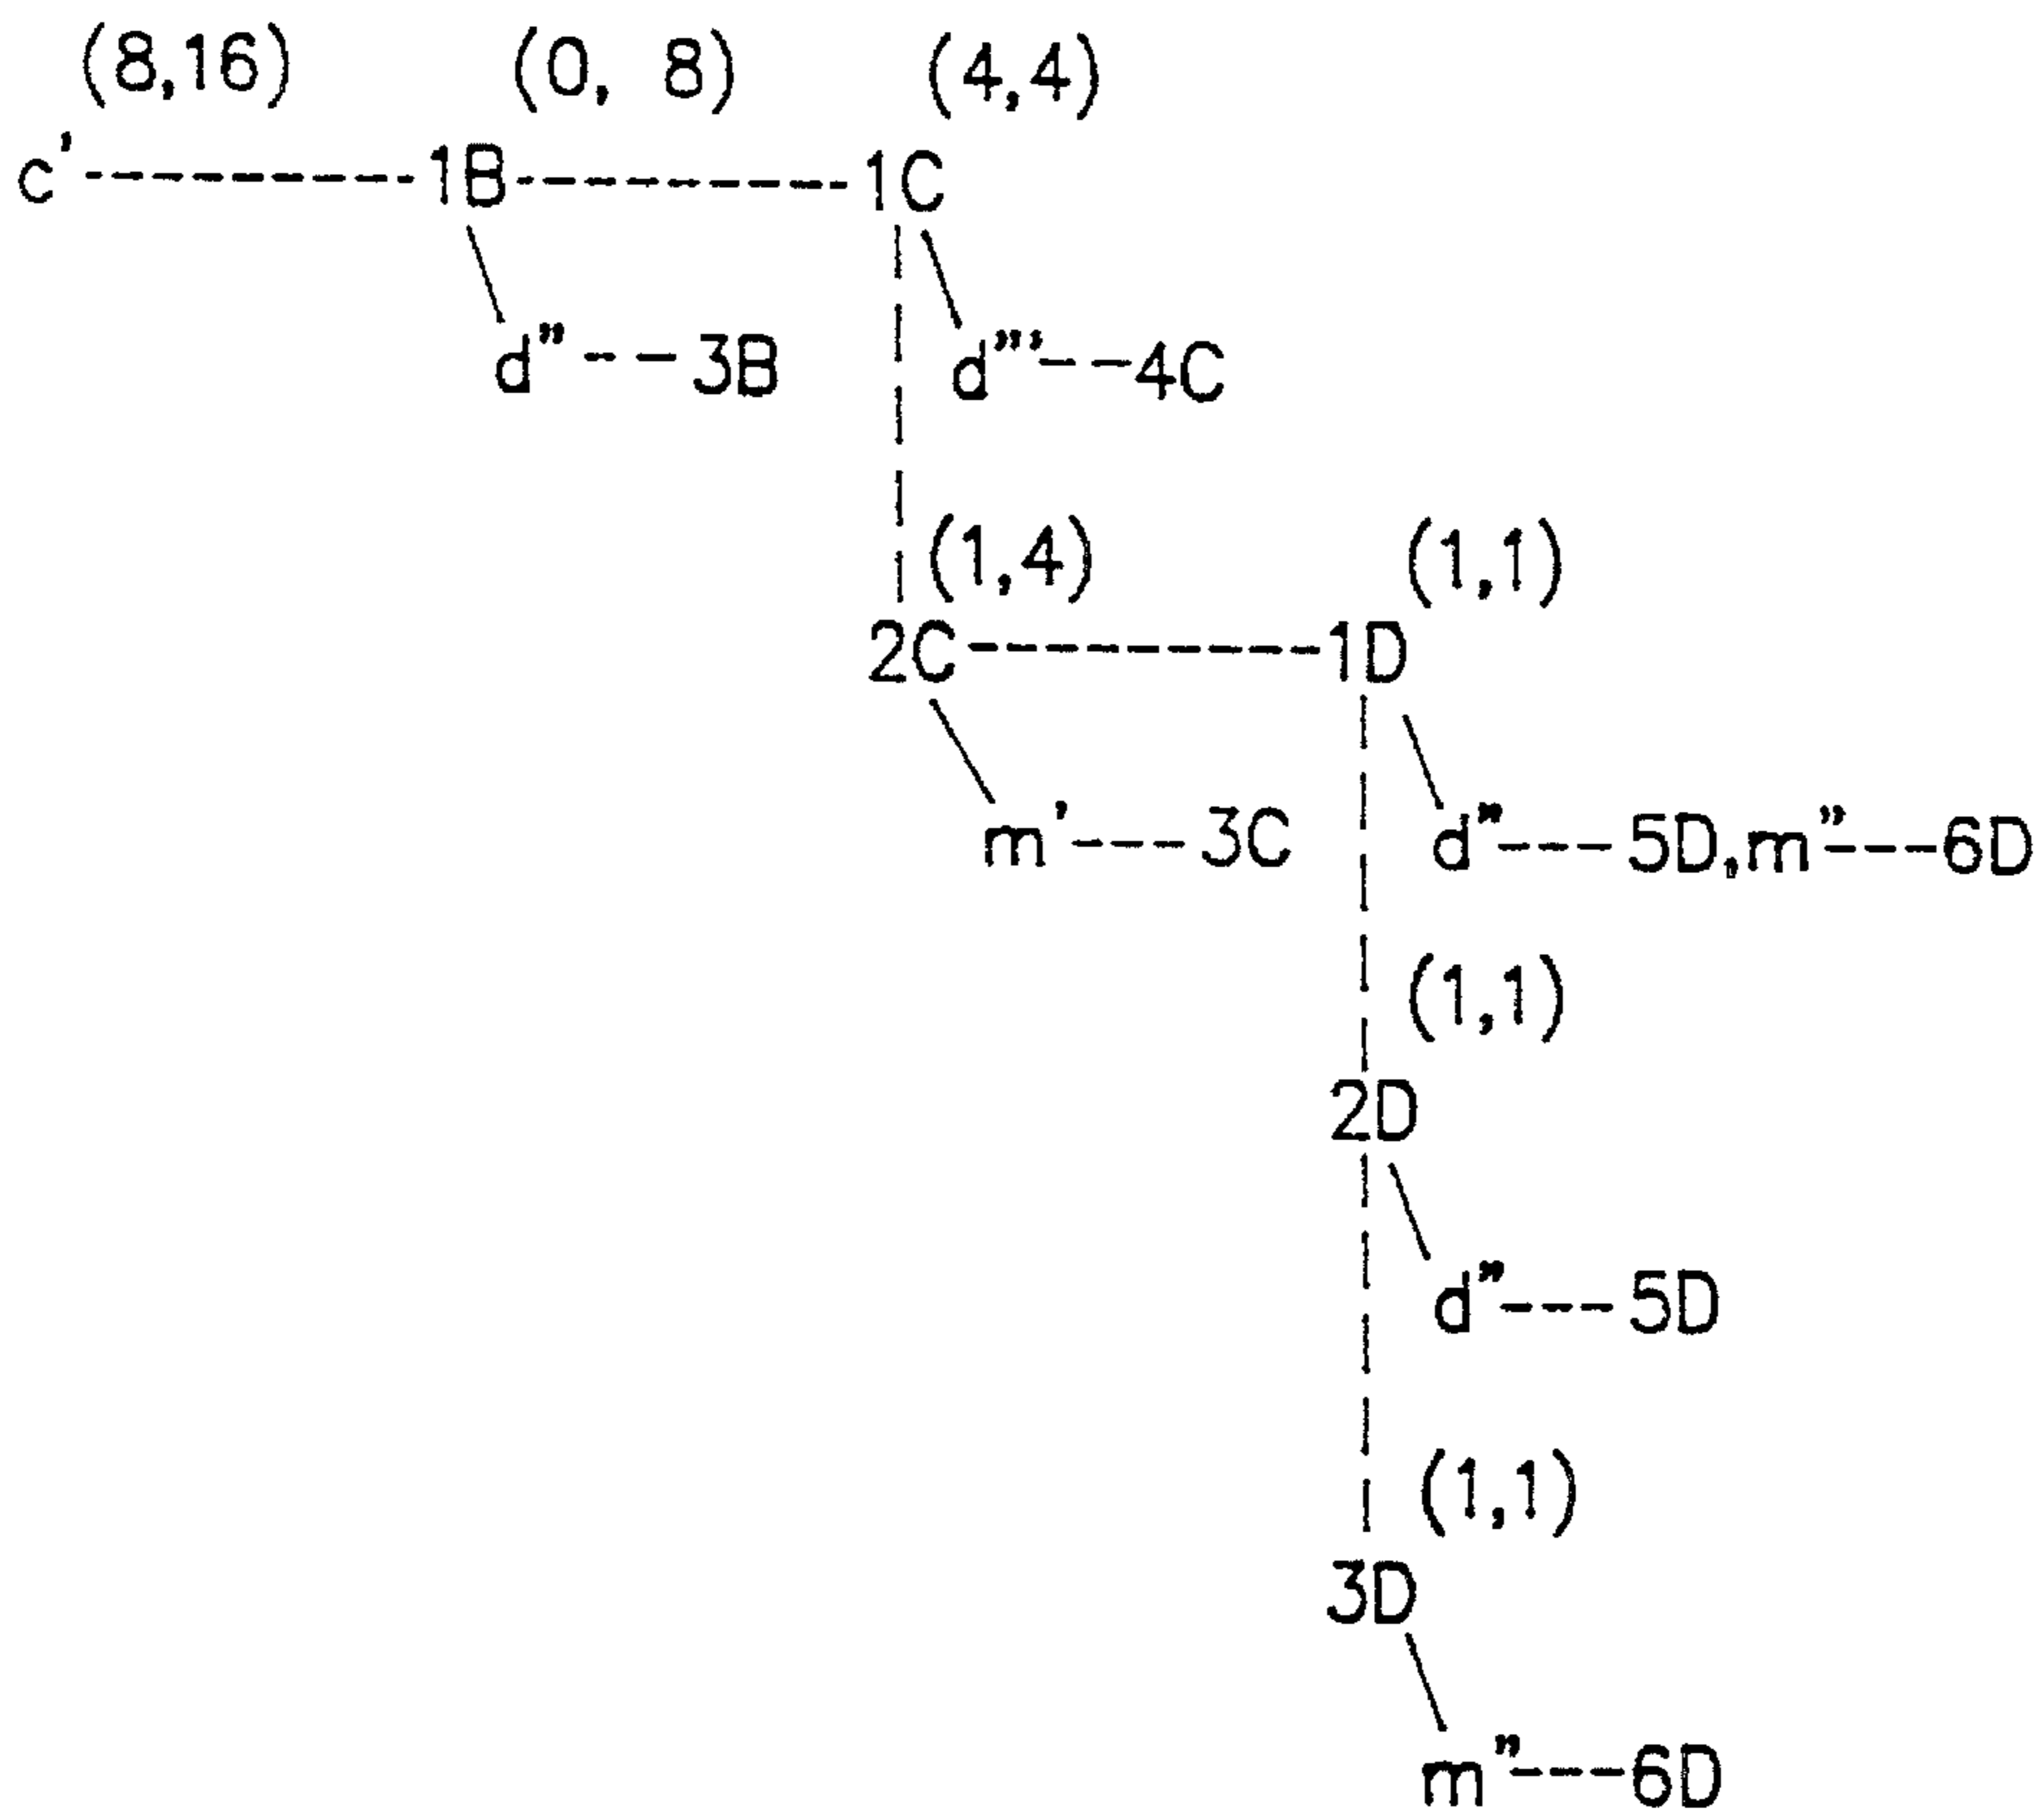 (8,16) (0, 8) (4,4)
c' 1B 1C
d" 3B d"' 4C
(1,4) (1,1)
2C 1D
m' 3C d" 5D,m" 6D
(1,1)
2D
d" 5D
(1,1)
3D
m" 6D